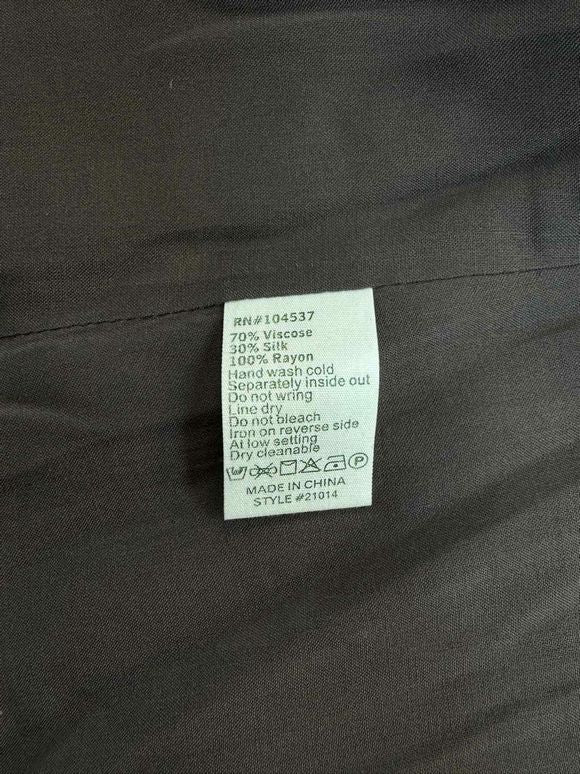 RN#104537
70% Viscose
30% Silk
100% Rayon
Hand wash cold
Separately inside out
Do not wring
Line dry
Do not bleach
Iron on reverse side
At low setting
Dry cleanable
P
MADE IN CHINA
STYLE #21014